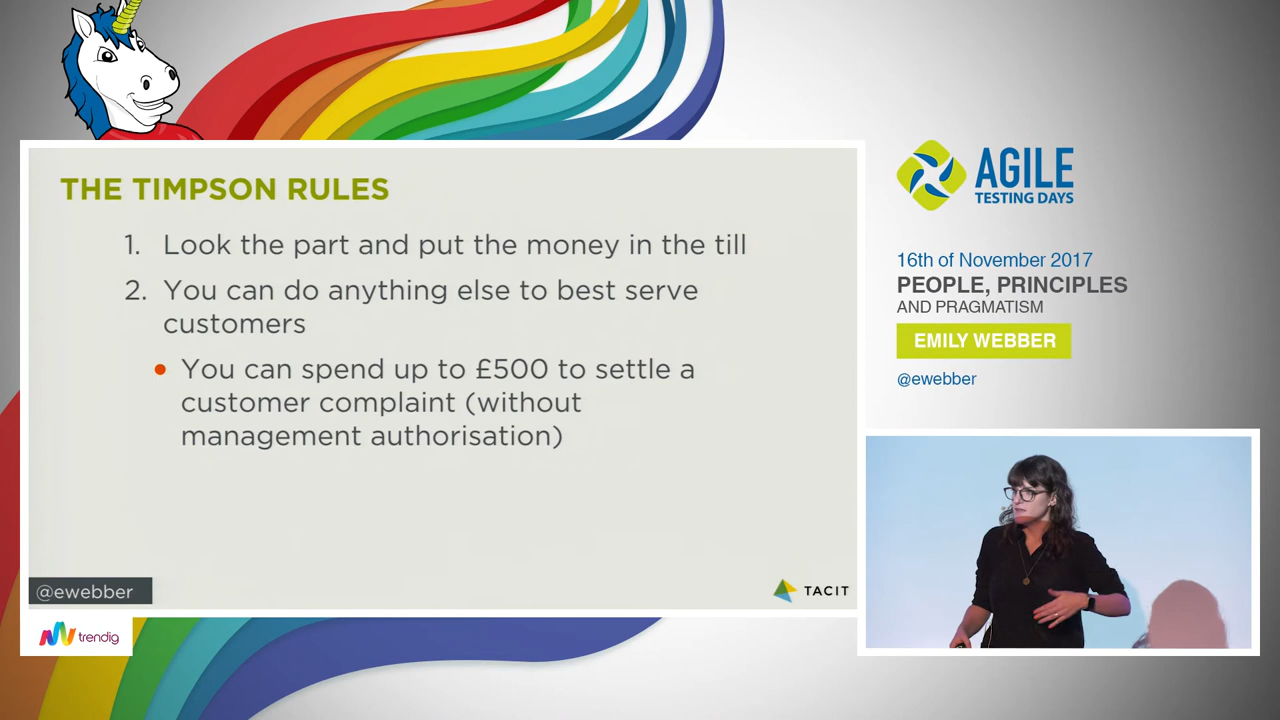 THE TIMPSON RULES
1. Look the part and put the money in the till
2. You can do anything else to best serve
customers
• You can spend up to £500 to settle a
customer complaint (without
management authorisation)
@ewebber
TACIT
trendig
AGILE
TESTING DAYS
16th of November 2017
PEOPLE, PRINCIPLES
AND PRAGMATISM
EMILY WEBBER
@ewebber